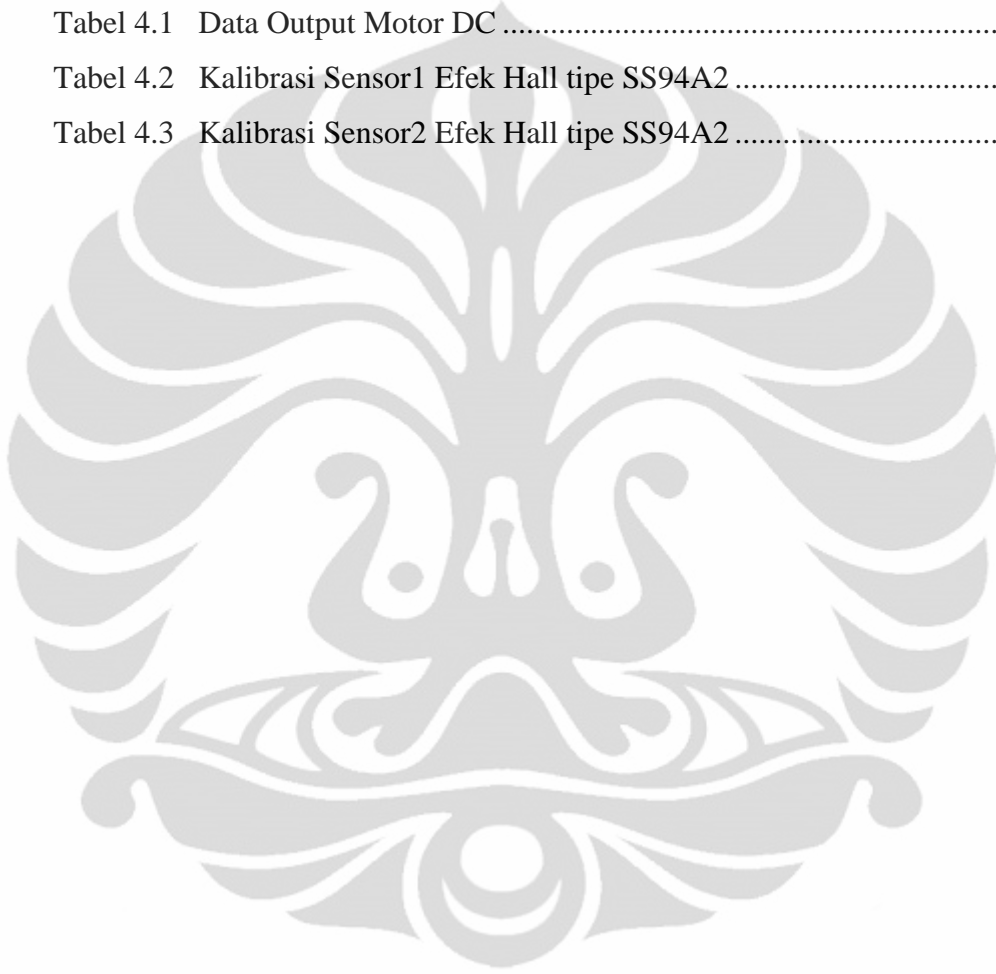 Tabel 4.1 Data Output Motor DC ......................................................................
Tabel 4.2 Kalibrasi Sensor1 Efek Hall tipe SS94A2 .....................................
Tabel 4.3 Kalibrasi Sensor2 Efek Hall tipe SS94A2 .....................................